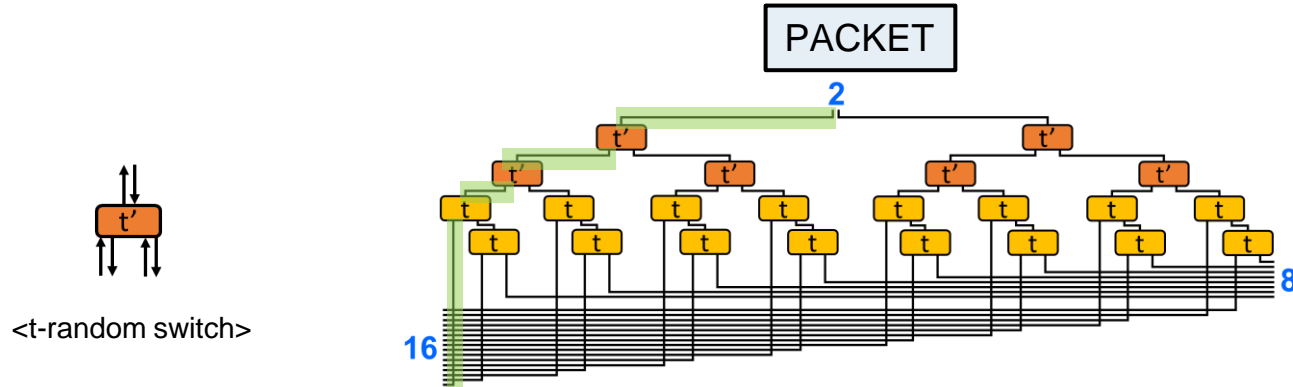 PACKET
2
t’ t’
t’ t’ t’ t’ t’
t t t t t t t t
t t t t t t t t
8
<t-random switch>
16